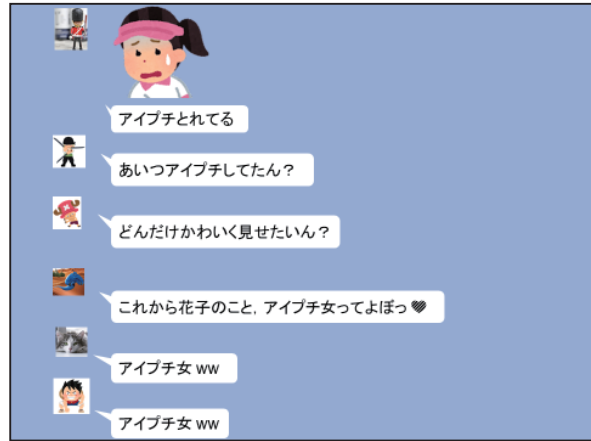 アイプチとれてる
あいつアイプチしてたん？
どんだけかわいく見せたいん？
これから花子のこと, アイプチ女ってよぼっ♥
アイプチ女 ww
アイプチ女 ww